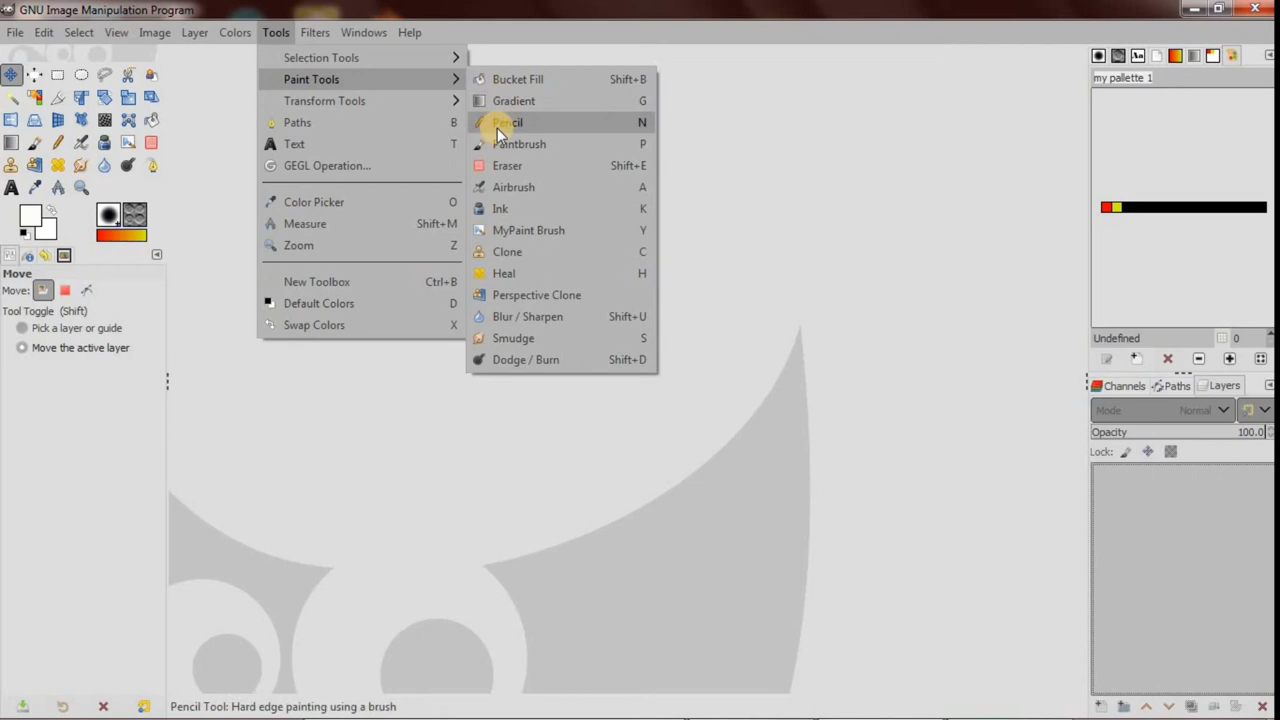 GNU Image Manipulation Program
File Edit Select View Image Layer Colors Tools Filters Windows Help
Selection Tools
Paint Tools
Transform Tools
Paths B
Text T
GEGL Operation...
Color Picker O
Measure Shift+M
Zoom Z
New Toolbox Ctrl+B
Default Colors D
Swap Colors X
Bucket Fill Shift+B
Gradient G
Pencil N
Paintbrush P
Eraser Shift+E
Airbrush A
Ink K
MyPaint Brush Y
Clone C
Heal H
Perspective Clone
Blur / Sharpen Shift+U
Smudge S
Dodge / Burn Shift+D
Move
Move:
Tool Toggle (Shift)
Pick a layer or guide
Move the active layer
my palette 1
Undefined 0
Channels Paths Layers
Mode Normal
Opacity 100.0
Lock:
Pencil Tool: Hard edge painting using a brush